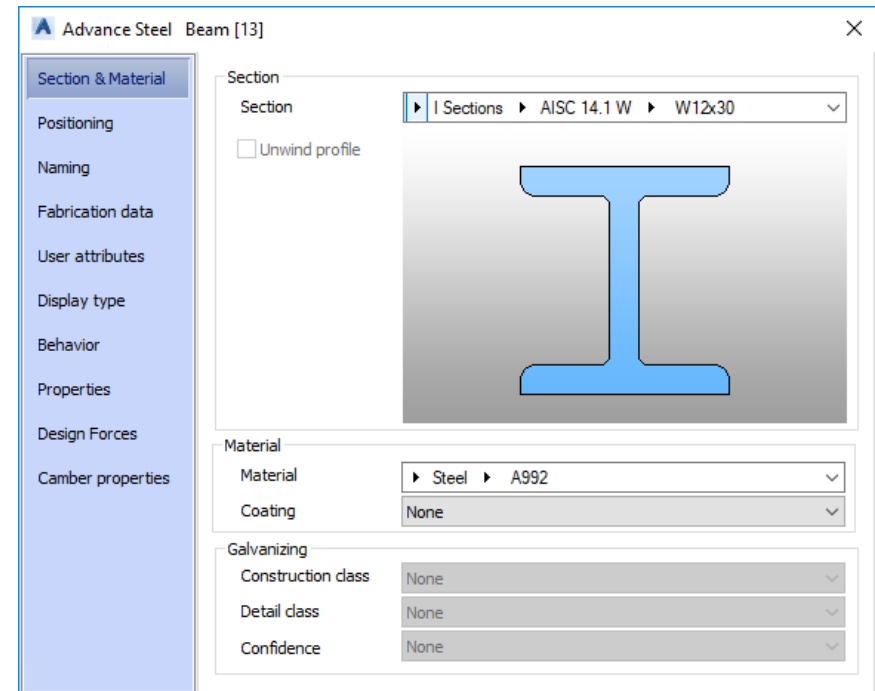 Advance Steel Beam [13]
Section & Material
Positioning
Naming
Fabrication data
User attributes
Display type
Behavior
Properties
Design Forces
Camber properties
Section
Section I Sections AISC 14.1 W W12x30
Unwind profile
Material
Material Steel A992
Coating None
Galvanizing
Construction class None
Detail class None
Confidence None